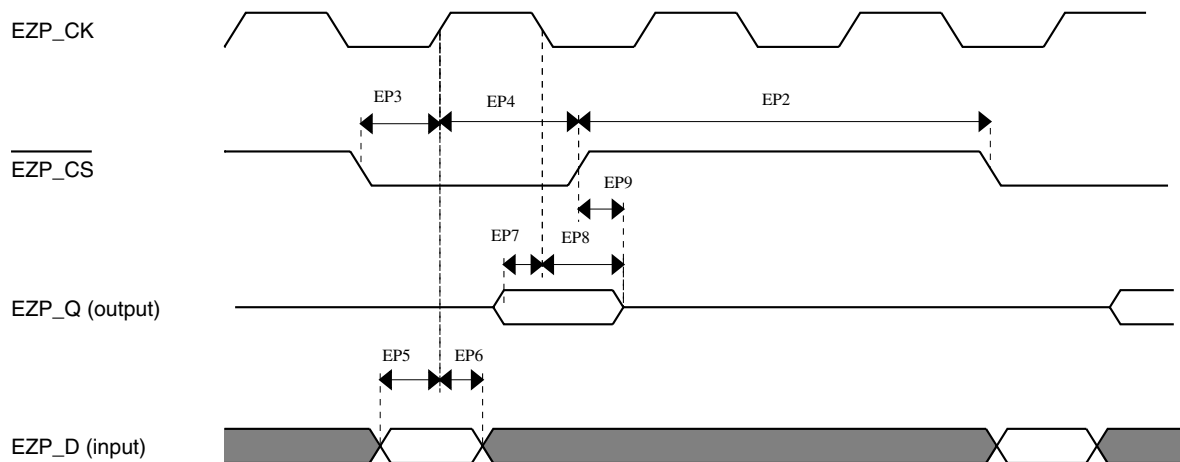 EZP_CK
EP3 EP4 EP2
EZP_CS
EP9
EP7 EP8
EZP_Q (output)
EP5 EP6
EZP_D (input)